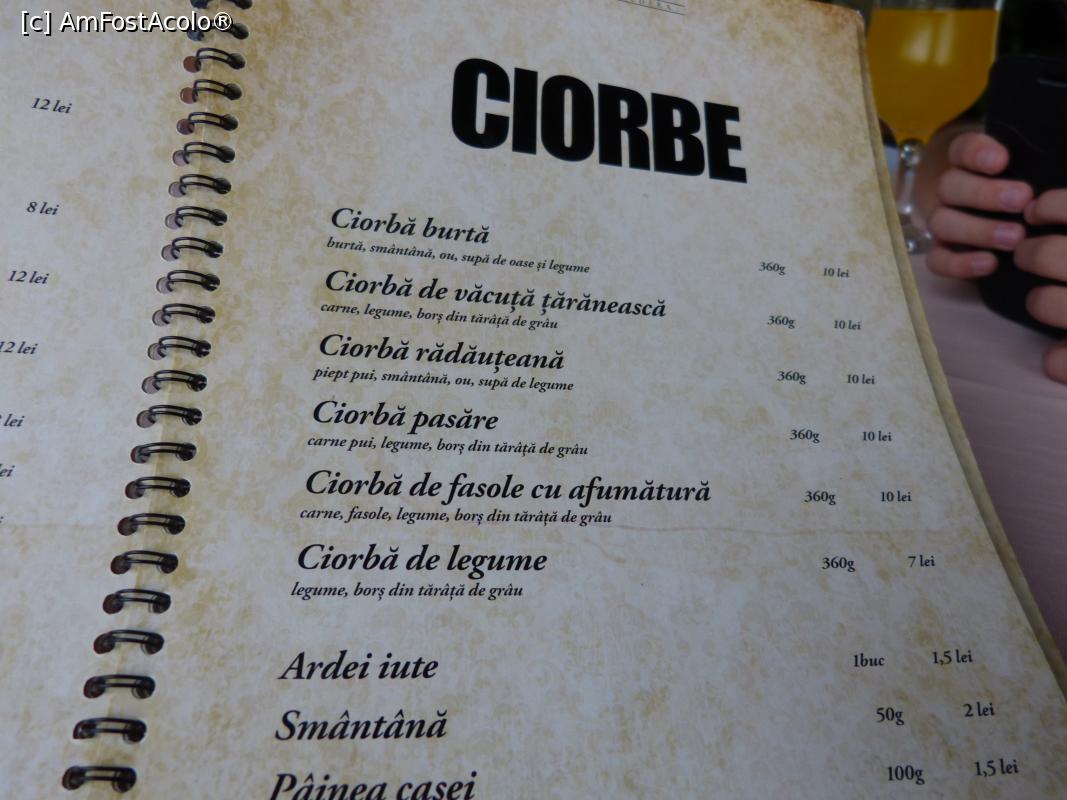 [c] AmFostAcolo®
12 lei
8 lei
12 lei
12 lei
lei
lei
CIORBE
Ciorbă burtă
burtă, smântână, ou, supă de oase și legume 360g 10 lei
Ciorbă de văcuță țărănească
carne, legume, borș din tărâță de grâu 360g 10 lei
Ciorbă rădăuțeană
piept pui, smântână, ou, supă de legume 360g 10 lei
Ciorbă pasăre
carne pui, legume, borș din tărâță de grâu 360g 10 lei
Ciorbă de fasole cu afumătură 360g 10 lei
carne, fasole, legume, borș din tărâță de grâu
Ciorbă de legume 360g 7 lei
legume, borș din tărâță de grâu
Ardei iute 1buc 1,5 lei
Smântână 50g 2 lei
Pâinea casei 100g 1,5 lei